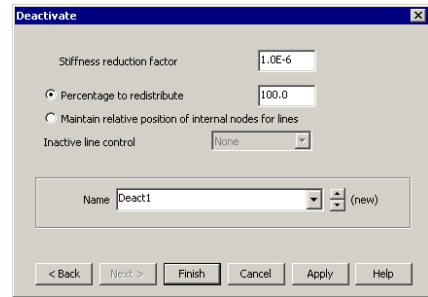 Deactivate
Stiffness reduction factor 1.0E-6
Percentage to redistribute 100.0
Maintain relative position of internal nodes for lines
Inactive line control None
Name Deact1 (new)
< Back Next > Finish Cancel Apply Help